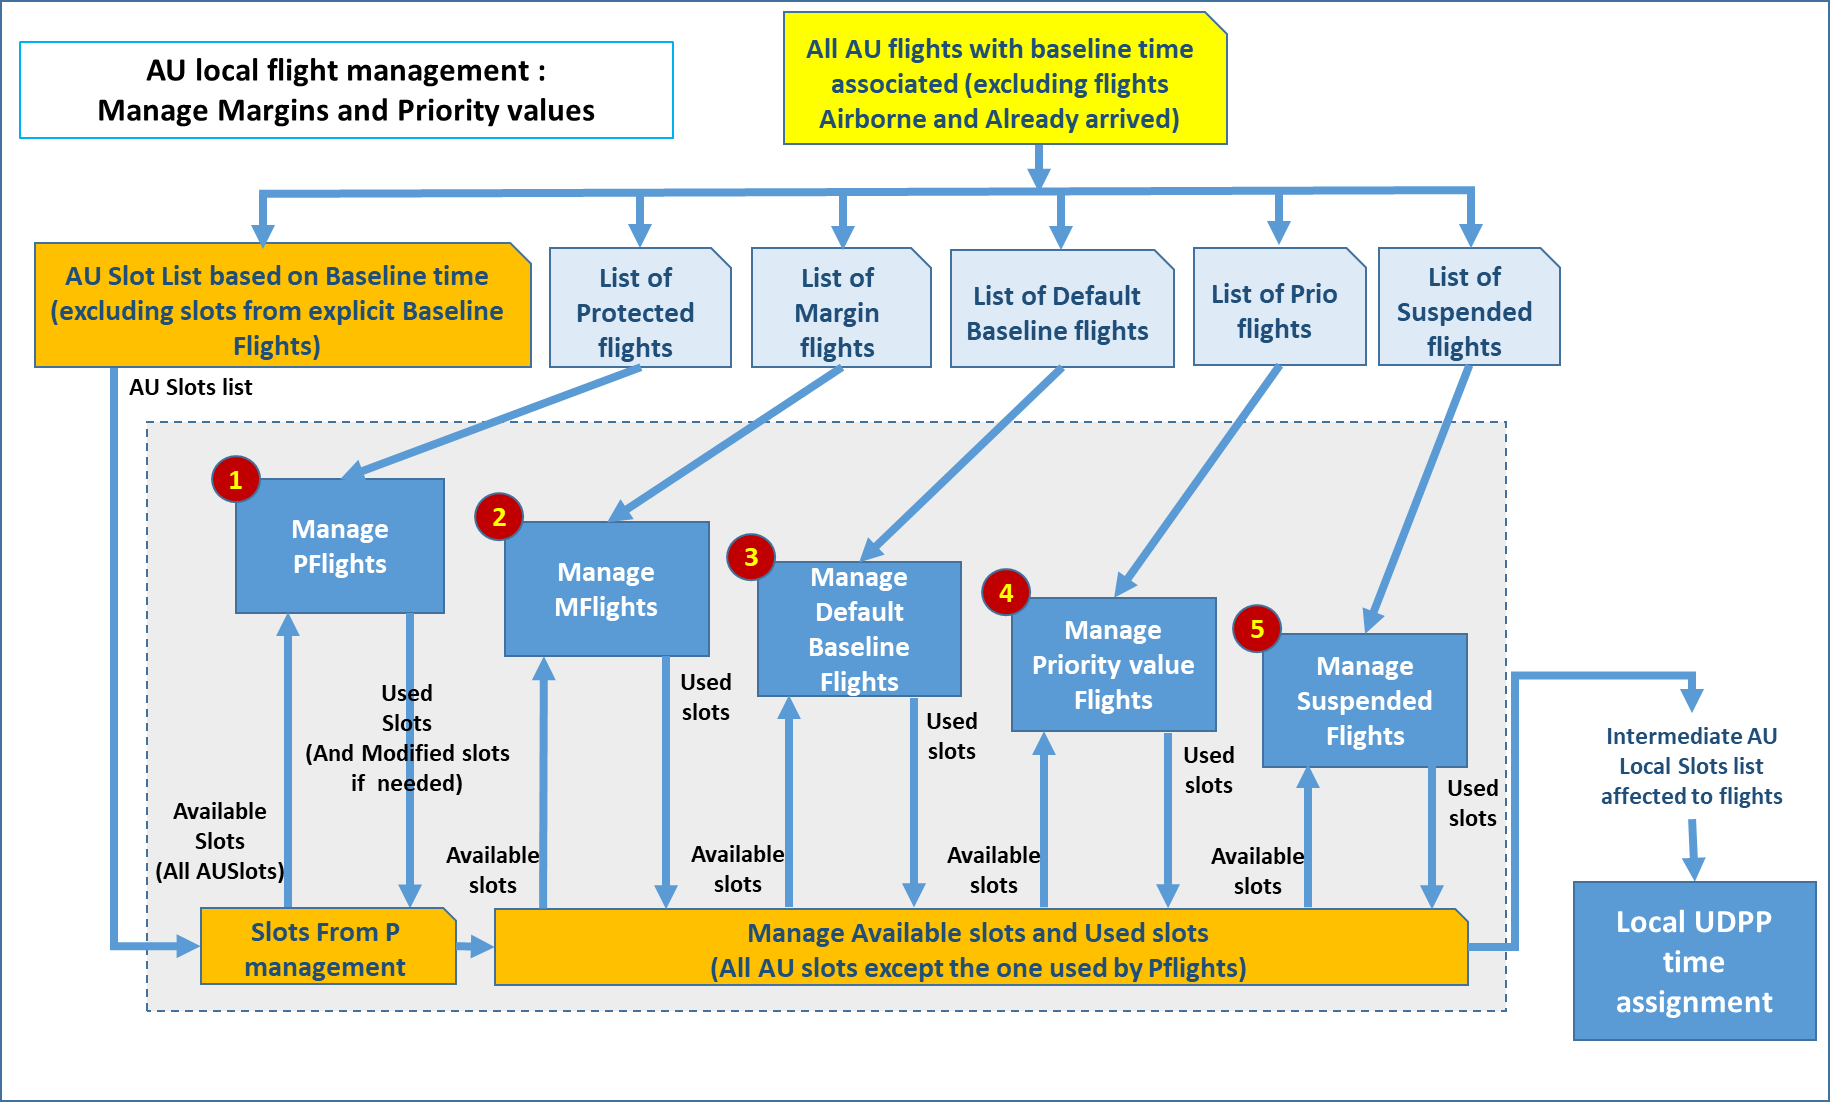 AU local flight management :
Manage Margins and Priority values
All AU flights with baseline time
associated (excluding flights
Airborne and Already arrived)
AU Slot List based on Baseline time
(excluding slots from explicit Baseline
Flights)
List of
Protected
flights
List of
Margin
flights
List of Default
Baseline flights
List of Prio
flights
List of
Suspended
flights
AU Slots list
1
Manage
PFlights
2
Manage
MFlights
3
Manage
Default
Baseline
Flights
4
Manage
Priority value
Flights
5
Manage
Suspended
Flights
Used
Slots
(And Modified slots
if  needed)
Used
slots
Used
slots
Used
slots
Used
slots
Available
Slots
(All AUSlots)
Available
slots
Available
slots
Available
slots
Available
slots
Intermediate AU
Local Slots list
affected to flights
Slots From P
management
Manage Available slots and Used slots
(All AU slots except the one used by Pflights)
Local UDPP
time
assignment